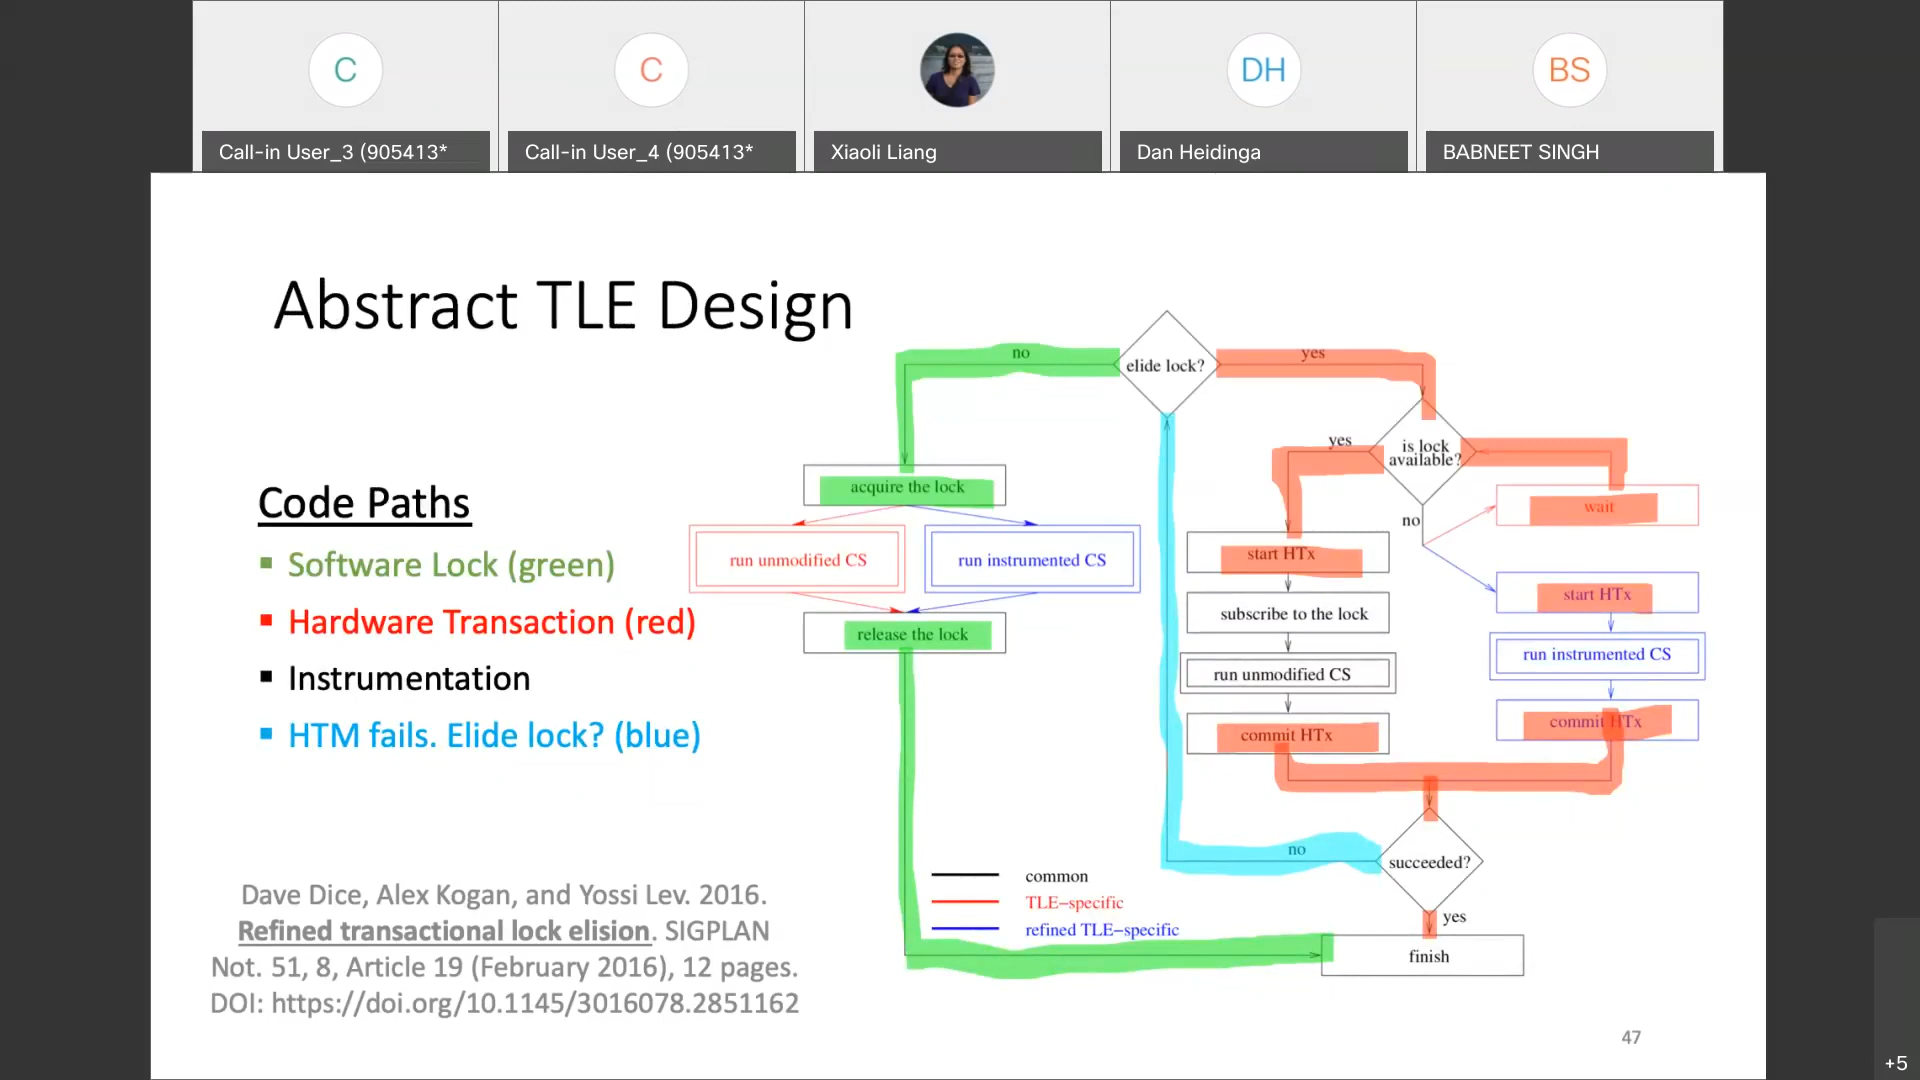 C
C
DH
BS
Call-in User_3 (905413*
Call-in User_4 (905413*
Xiaoli Liang
Dan Heidinga
BABNEET SINGH
Abstract TLE Design
Code Paths
▪ Software Lock (green)
▪ Hardware Transaction (red)
▪ Instrumentation
▪ HTM fails. Elide lock? (blue)
Dave Dice, Alex Kogan, and Yossi Lev. 2016.
Refined transactional lock elision. SIGPLAN
Not. 51, 8, Article 19 (February 2016), 12 pages.
DOI: https://doi.org/10.1145/3016078.2851162
elide lock?
no
yes
acquire the lock
run unmodified CS
run instrumented CS
release the lock
is lock
available?
yes
no
wait
start HTx
subscribe to the lock
run unmodified CS
commit HTx
start HTx
run instrumented CS
commit HTx
succeeded?
no
yes
finish
common
TLE−specific
refined TLE−specific
47
+5